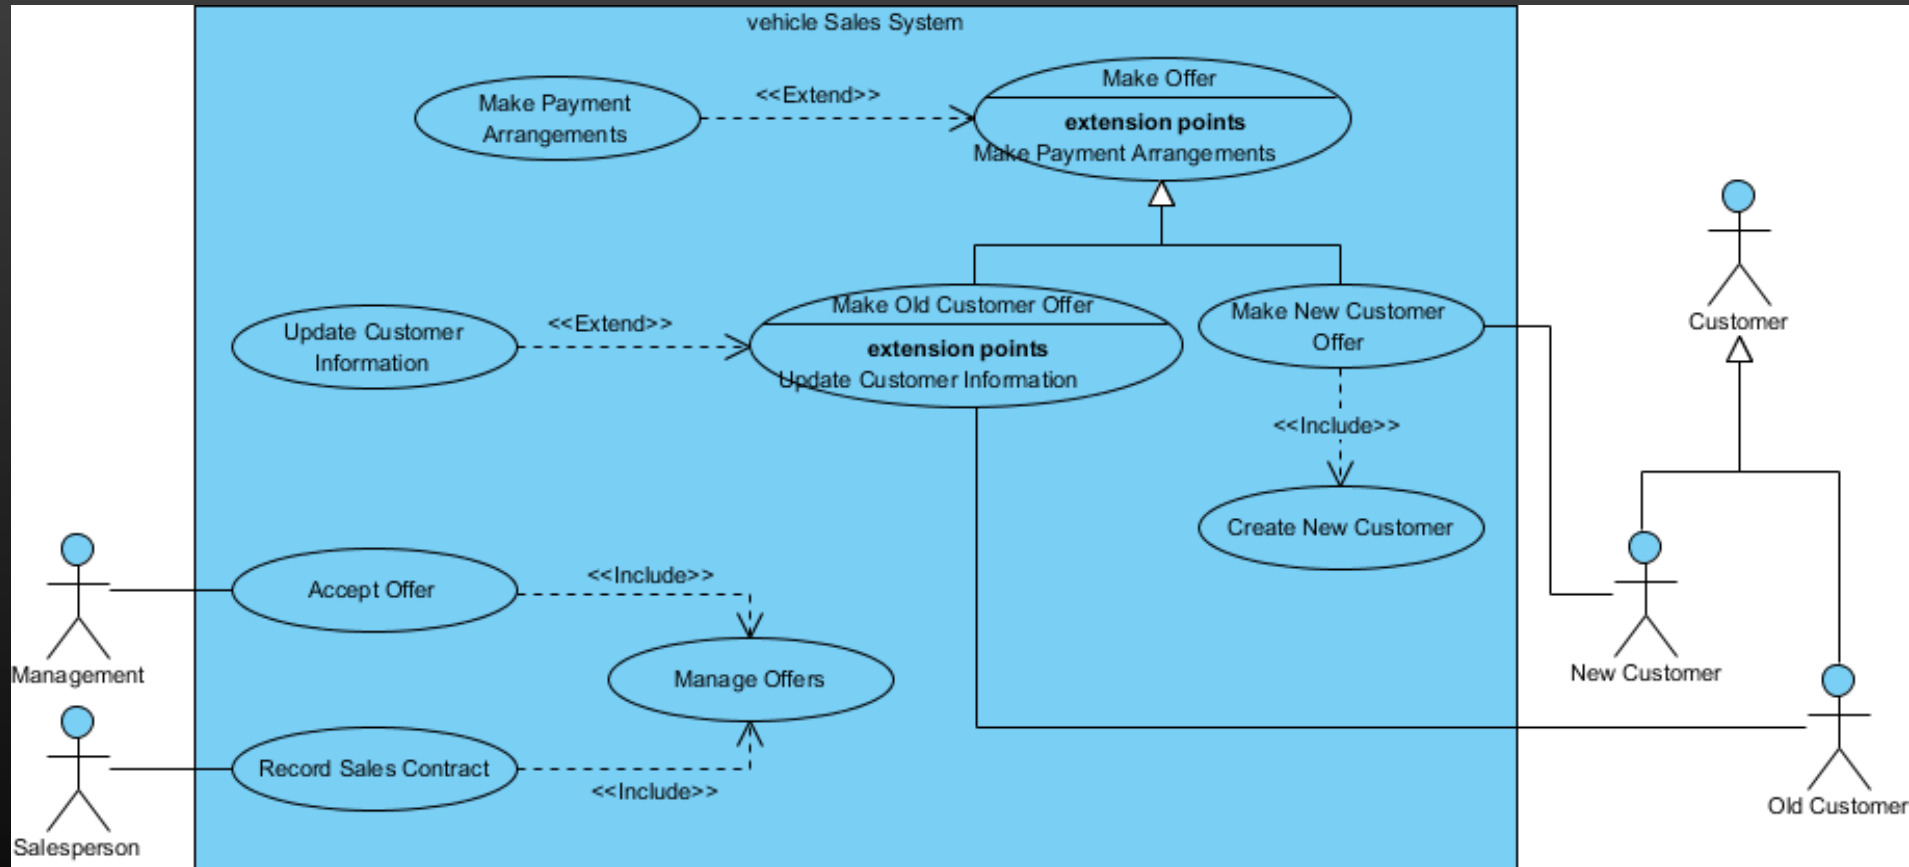 vehicle Sales System
Make Payment
Arrangements
<<Extend>>
Make Offer
extension points
Make Payment Arrangements
Update Customer
Information
<<Extend>>
Make Old Customer Offer
extension points
Update Customer Information
Make New Customer
Offer
<<Include>>
Create New Customer
Customer
New Customer
Old Customer
Management
Accept Offer
<<Include>>
Manage Offers
Salesperson
Record Sales Contract
<<Include>>